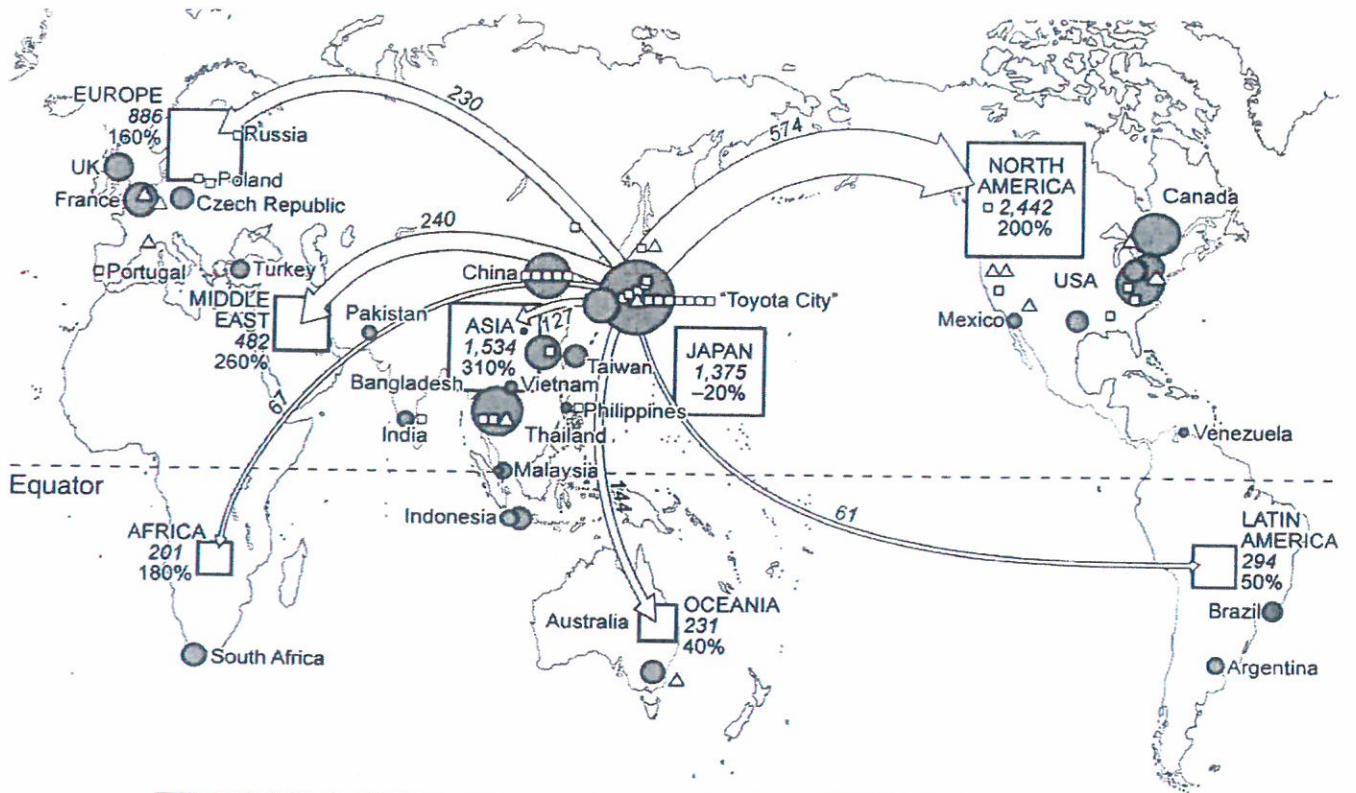 EUROPE
886
160%
Russia
UK
Poland
France
Czech Republic
Portugal
Turkey
MIDDLE
EAST
482
260%
Pakistan
China
230
240
574
NORTH
AMERICA
2,442
200%
Canada
USA
Mexico
"Toyota City"
ASIA
1,534
310%
127
JAPAN
1,375
–20%
Taiwan
Bangladesh
Vietnam
Philippines
India
Thailand
67
Venezuela
Malaysia
Equator
144
Indonesia
61
AFRICA
201
180%
LATIN
AMERICA
294
50%
OCEANIA
231
40%
Australia
Brazil
South Africa
Argentina